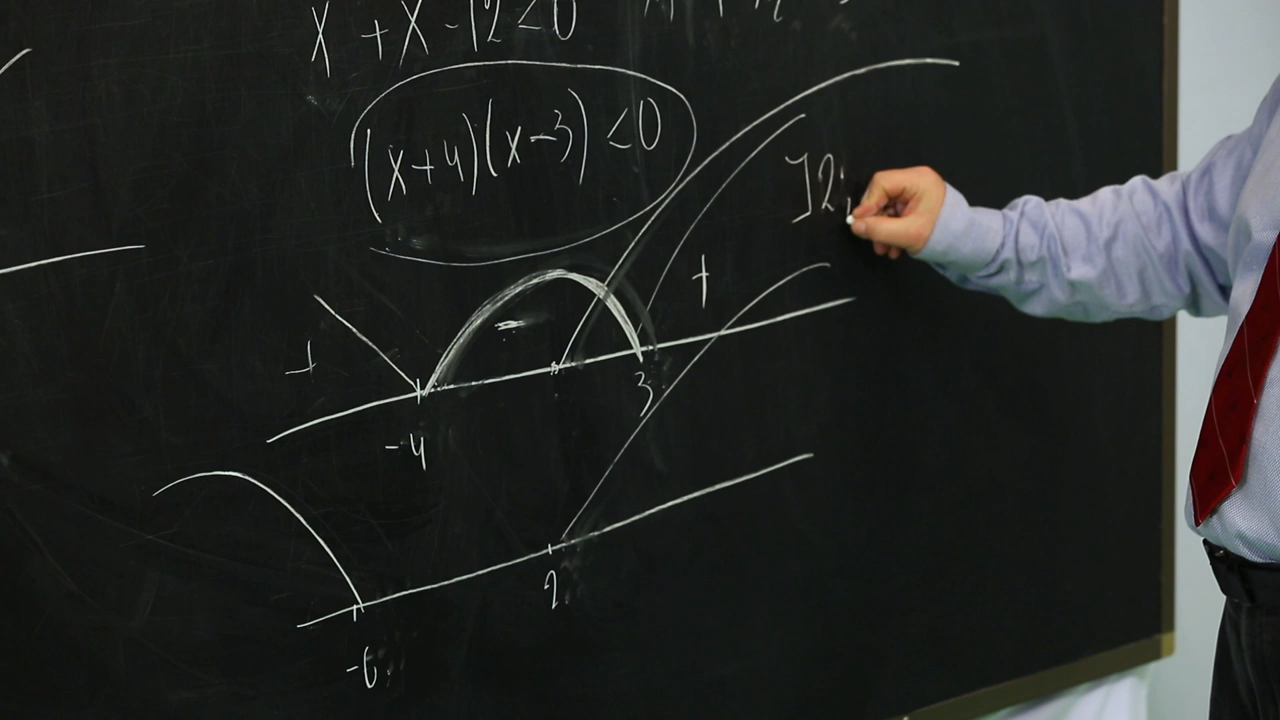 x + x - 12 < 0
(x+4)(x-3) < 0
]2;
+ - +
-4 3
2
-6